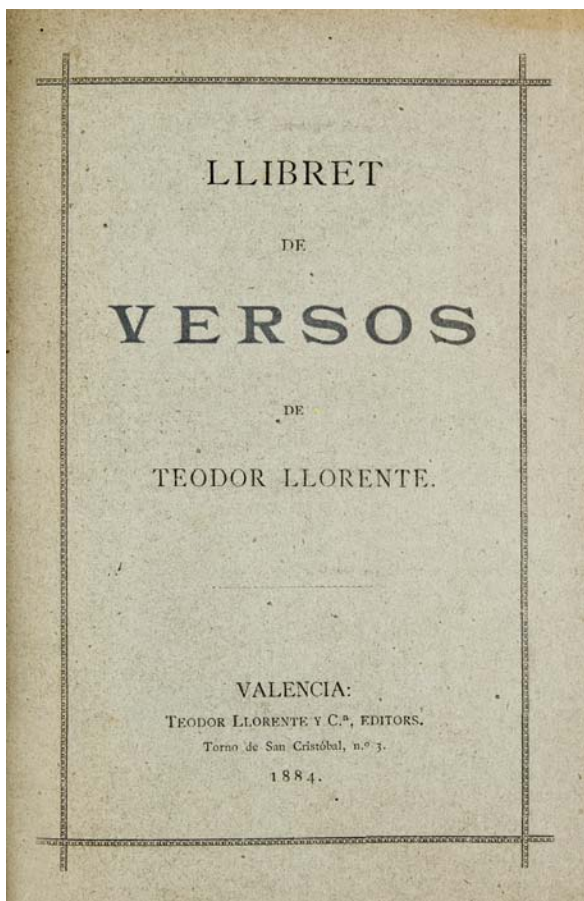 LLIBRET
DE
VERSOS
DE
TEODOR LLORENTE.
VALENCIA:
TEODOR LLORENTE Y C.ª, EDITORS.
Torno de San Cristóbal, n.º 3.
1884.